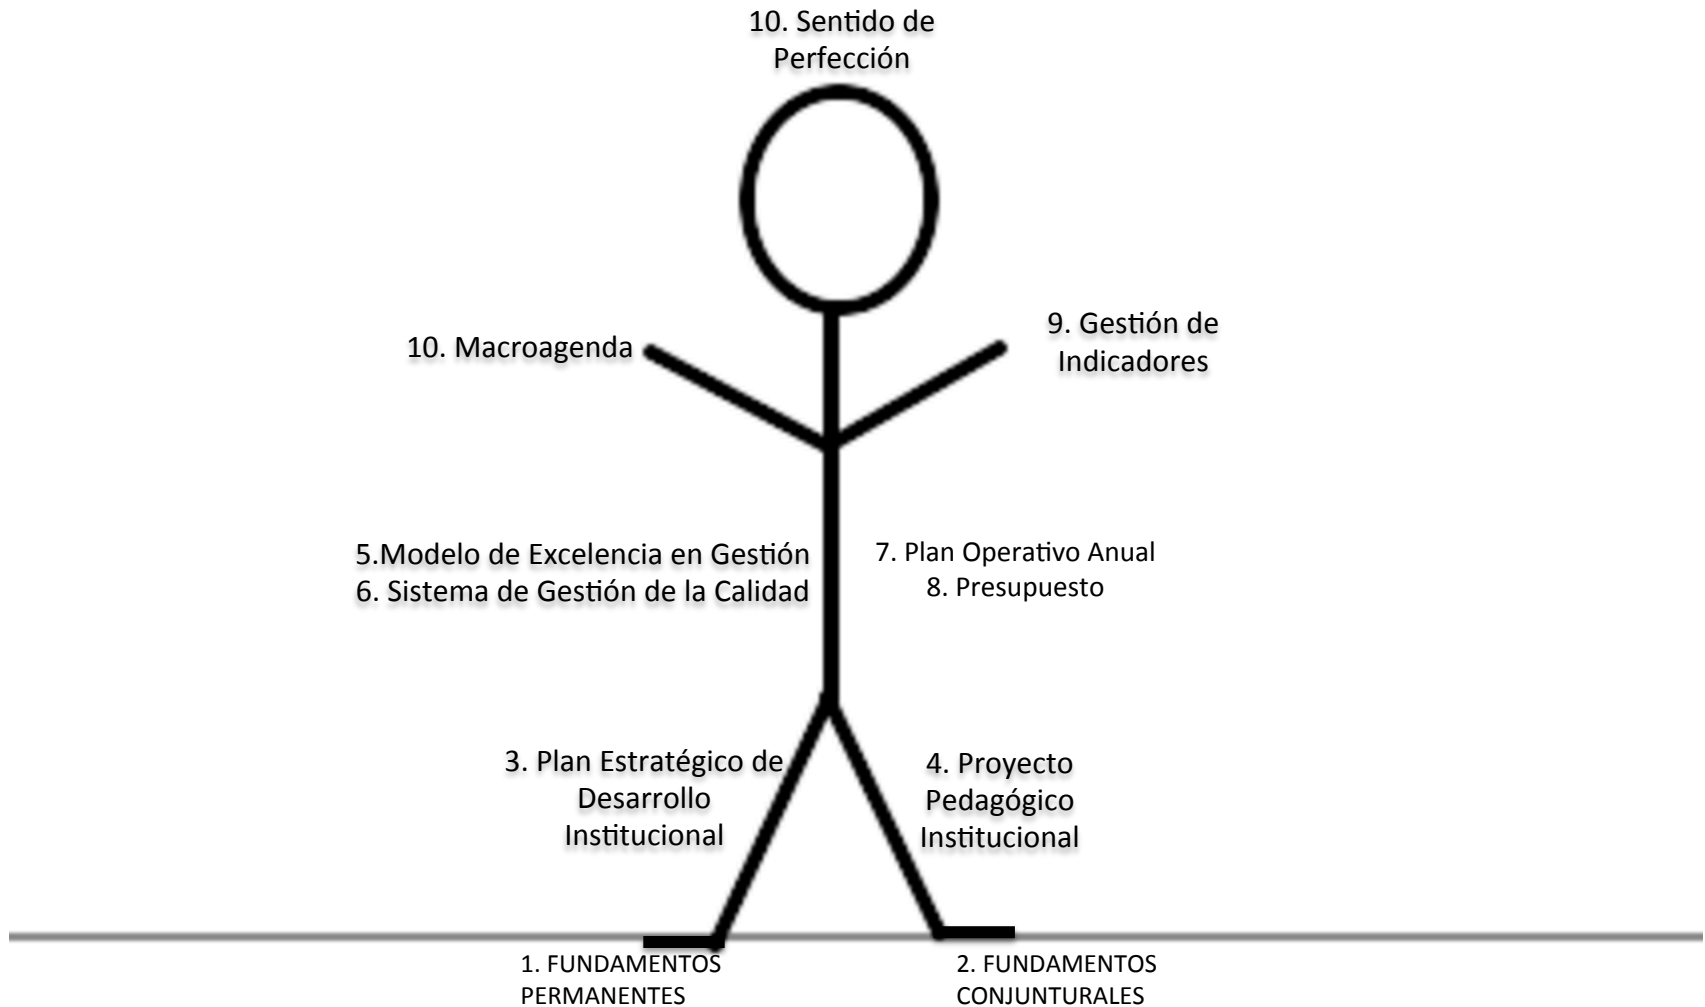 10. Sentido de
Perfección
10. Macroagenda
9. Gestión de
Indicadores
5.Modelo de Excelencia en Gestión
6. Sistema de Gestión de la Calidad
7. Plan Operativo Anual
8. Presupuesto
3. Plan Estratégico de
Desarrollo
Institucional
4. Proyecto
Pedagógico
Institucional
1. FUNDAMENTOS
PERMANENTES
2. FUNDAMENTOS
CONJUNTURALES